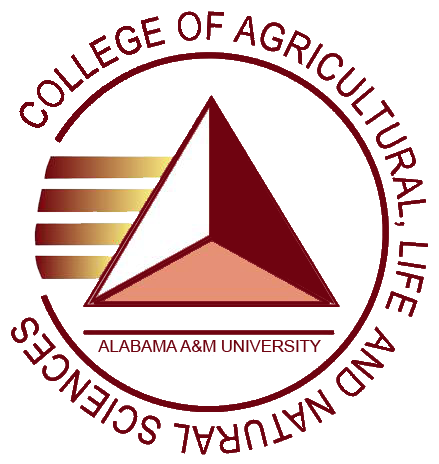 COLLEGE OF AGRICULTURAL, LIFE AND NATURAL SCIENCES
ALABAMA A&M UNIVERSITY